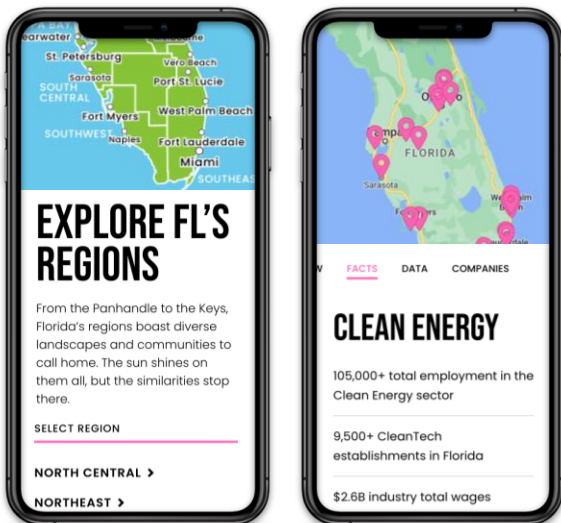 St. Petersburg
Vero Beach
Sarasota
Port St. Lucie
SOUTH
CENTRAL
Fort Myers
West Palm Beach
SOUTHWEST
Naples
Fort Lauderdale
Miami
EXPLORE FL'S
REGIONS
From the Panhandle to the Keys,
Florida's regions boast diverse
landscapes and communities to
call home. The sun shines on
them all, but the similarities stop
there.
SELECT REGION
NORTH CENTRAL >
NORTHEAST >
FLORIDA
Sarasota
FACTS DATA COMPANIES
CLEAN ENERGY
105,000+ total employment in the
Clean Energy sector
9,500+ CleanTech
establishments in Florida
$2.6B industry total wages